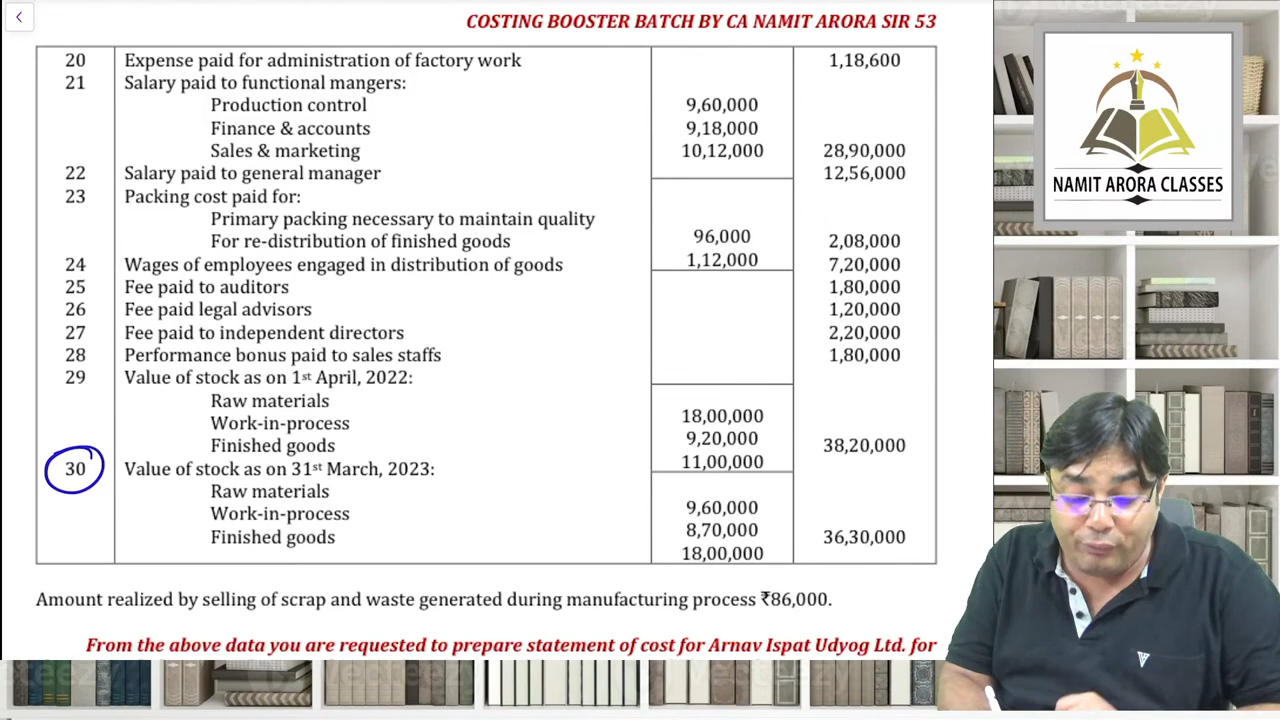 COSTING BOOSTER BATCH BY CA NAMIT ARORA SIR 53
20 Expense paid for administration of factory work 1,18,600
21 Salary paid to functional mangers:
Production control 9,60,000
Finance & accounts 9,18,000
Sales & marketing 10,12,000 28,90,000
22 Salary paid to general manager 12,56,000
23 Packing cost paid for:
Primary packing necessary to maintain quality 96,000
For re-distribution of finished goods 1,12,000 2,08,000
24 Wages of employees engaged in distribution of goods 7,20,000
25 Fee paid to auditors 1,80,000
26 Fee paid legal advisors 1,20,000
27 Fee paid to independent directors 2,20,000
28 Performance bonus paid to sales staffs 1,80,000
29 Value of stock as on 1st April, 2022:
Raw materials 18,00,000
Work-in-process 9,20,000
Finished goods 11,00,000 38,20,000
30 Value of stock as on 31st March, 2023:
Raw materials 9,60,000
Work-in-process 8,70,000
Finished goods 18,00,000 36,30,000
Amount realized by selling of scrap and waste generated during manufacturing process ₹86,000.
From the above data you are requested to prepare statement of cost for Arnav Ispat Udyog Ltd. for
NAMIT ARORA CLASSES